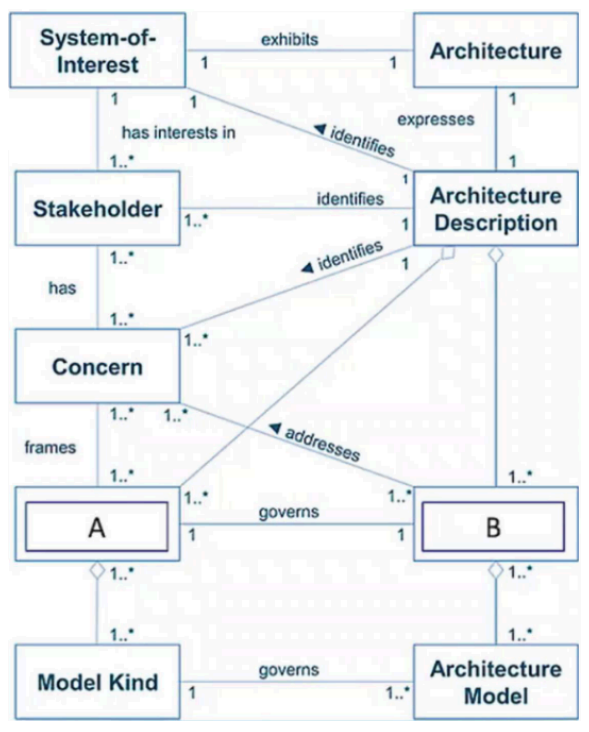 System-of-
Interest
exhibits
1
1
Architecture
1
1
has interests in
1..*
identifies
expresses
1
1
1
Stakeholder
1..*
identifies
1
Architecture
Description
1..*
has
1..*
identifies
1
1..*
Concern
1..*
1..*
frames
addresses
1..*
1..*
1..*
1..*
A
governs
1
1
B
1..*
1..*
1..*
1..*
Model Kind
governs
1
1..*
Architecture
Model